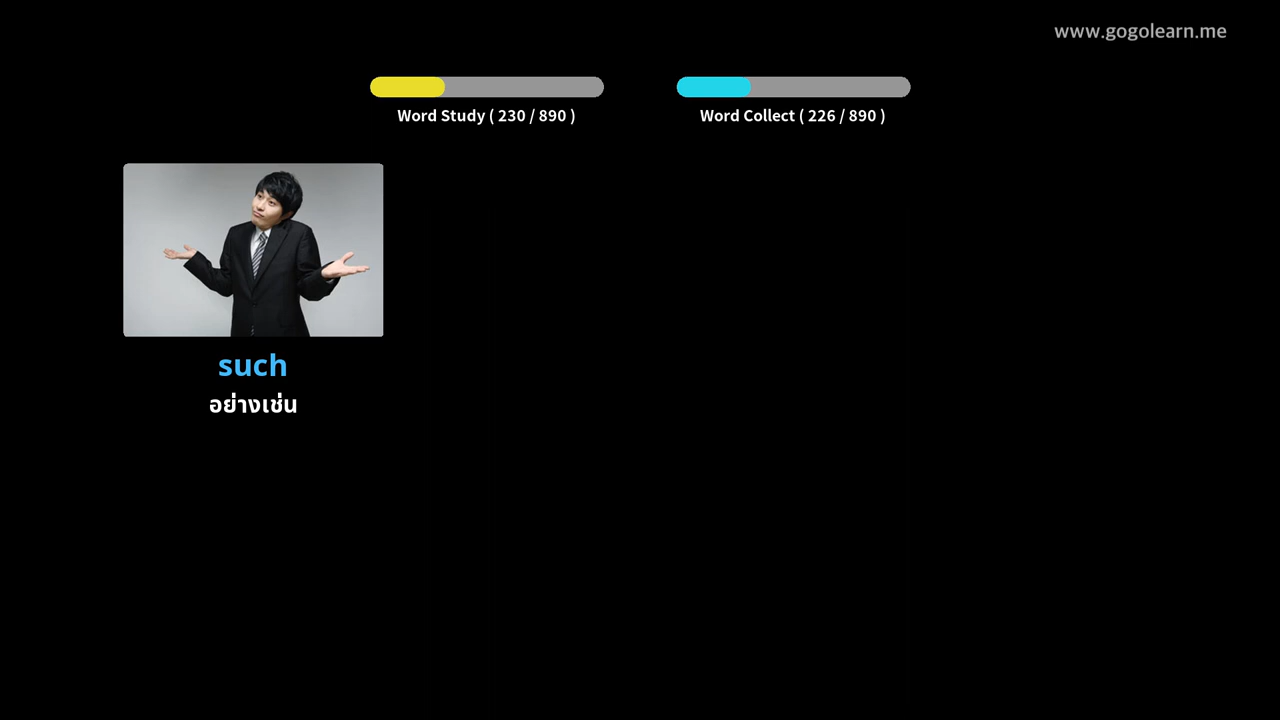 www.gogolearn.me
Word Study ( 230 / 890 )
Word Collect ( 226 / 890 )
such
อย่างเช่น